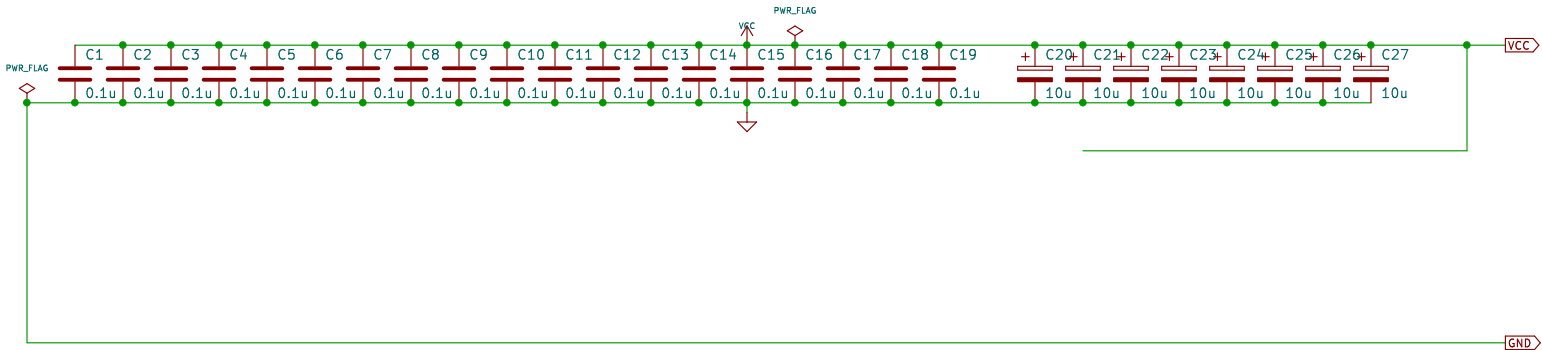 PWR_FLAG
VCC
C1 C2 C3 C4 C5 C6 C7 C8 C9 C10 C11 C12 C13 C14 C15 C16 C17 C18 C19 C20 C21 C22 C23 C24 C25 C26 C27 VCC
PWR_FLAG
0.1u 0.1u 0.1u 0.1u 0.1u 0.1u 0.1u 0.1u 0.1u 0.1u 0.1u 0.1u 0.1u 0.1u 0.1u 0.1u 0.1u 0.1u 0.1u 10u 10u 10u 10u 10u 10u 10u 10u
GND